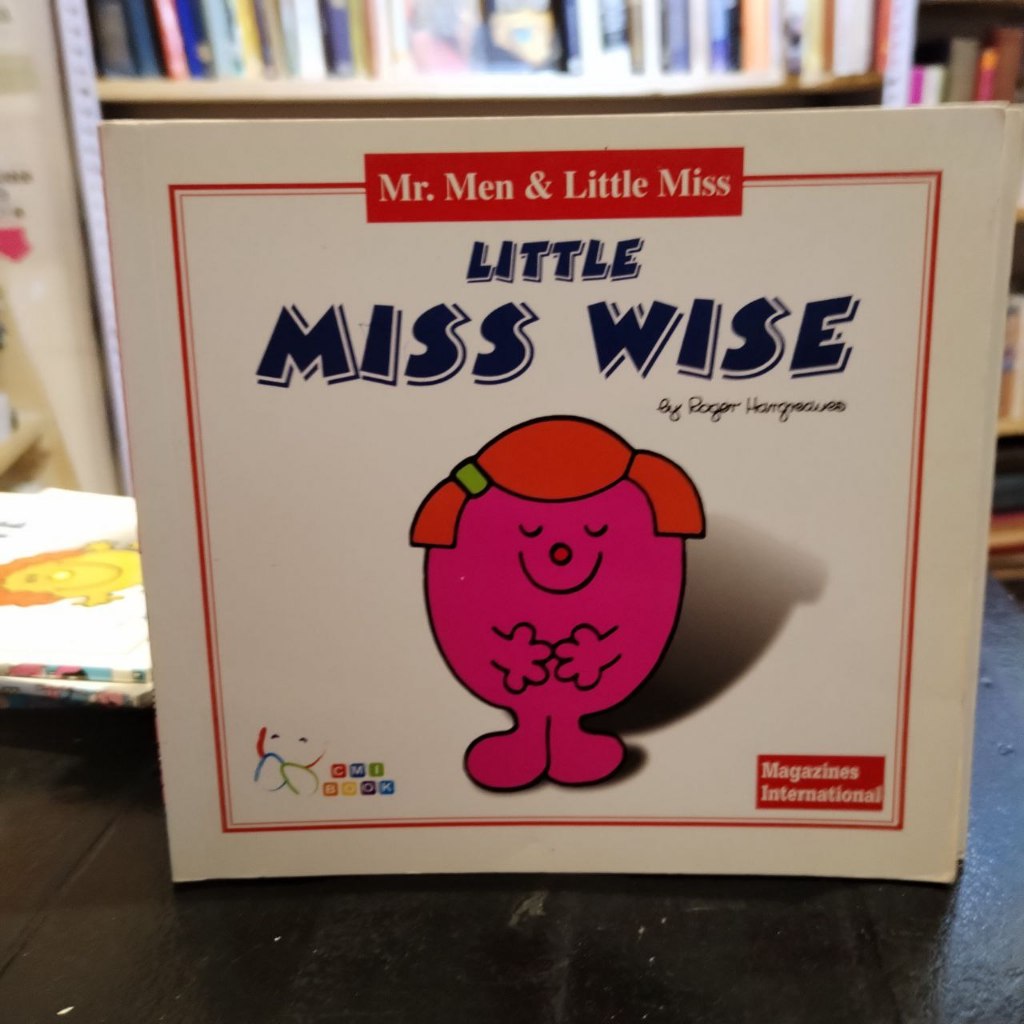 Mr. Men & Little Miss
LITTLE
MISS WISE
by Roger Hargreaves
CMI
BOOK
Magazines
International